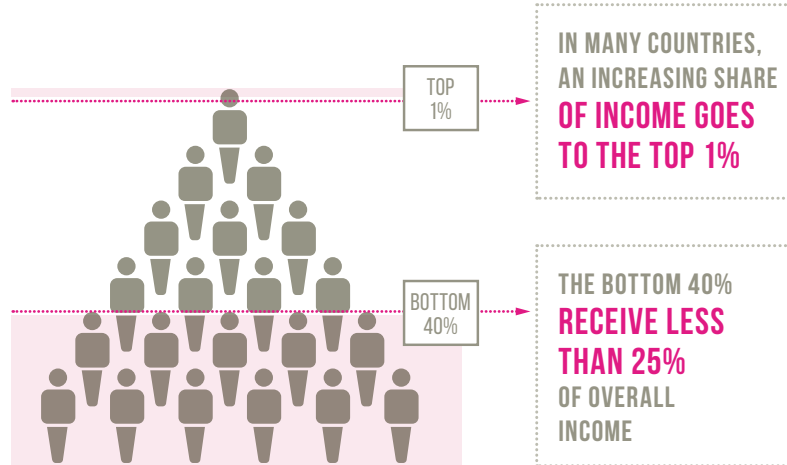 TOP
1%
IN MANY COUNTRIES,
AN INCREASING SHARE
OF INCOME GOES
TO THE TOP 1%
BOTTOM
40%
THE BOTTOM 40%
RECEIVE LESS
THAN 25%
OF OVERALL
INCOME